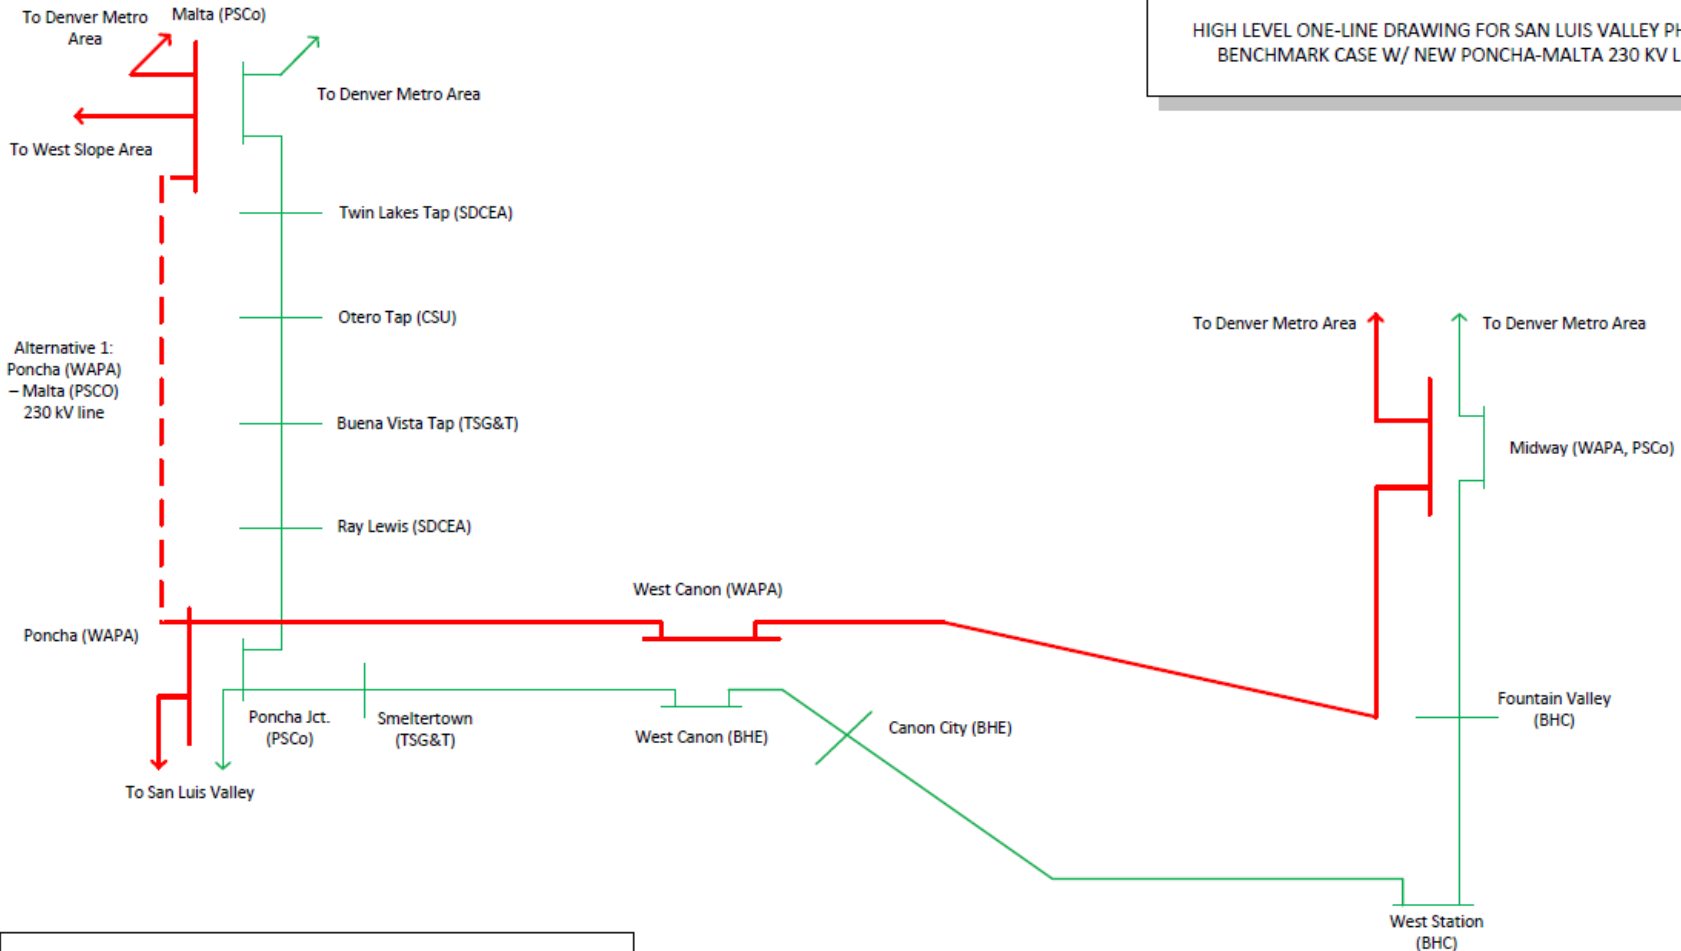 To Denver Metro
Area
Malta (PSCo)
HIGH LEVEL ONE-LINE DRAWING FOR SAN LUIS VALLEY
BENCHMARK CASE W/ NEW PONCHA-MALTA 230 KV
To Denver Metro Area
To West Slope Area
Twin Lakes Tap (SDCEA)
Otero Tap (CSU)
To Denver Metro Area
To Denver Metro Area
Alternative 1:
Poncha (WAPA)
– Malta (PSCO)
230 kV line
Buena Vista Tap (TSG&T)
Midway (WAPA, PSCo)
Ray Lewis (SDCEA)
West Canon (WAPA)
Poncha (WAPA)
Poncha Jct.
(PSCo)
Smeltertown
(TSG&T)
West Canon (BHE)
Canon City (BHE)
Fountain Valley
(BHC)
To San Luis Valley
West Station
(BHC)